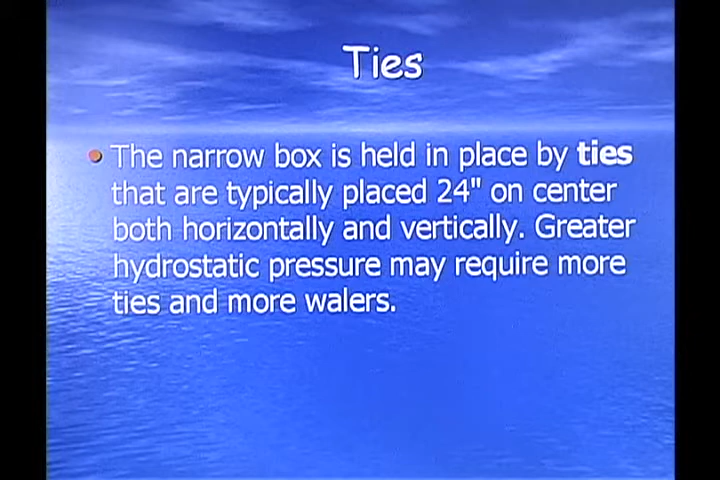 Ties
The narrow box is held in place by ties
that are typically placed 24" on center
both horizontally and vertically. Greater
hydrostatic pressure may require more
ties and more walers.